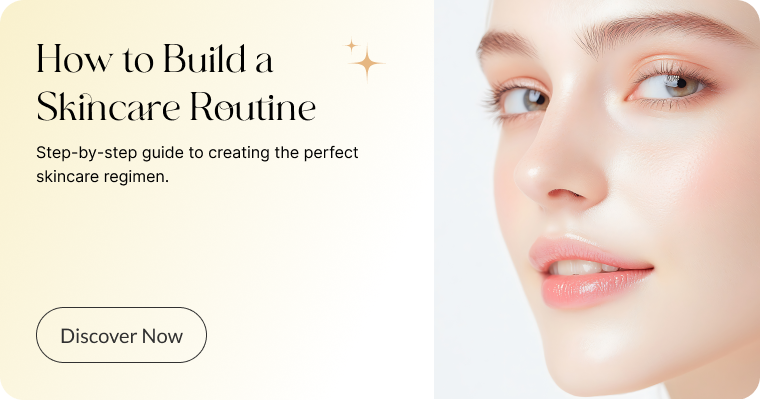 How to Build a
Skincare Routine
Step-by-step guide to creating the perfect
skincare regimen.
Discover Now